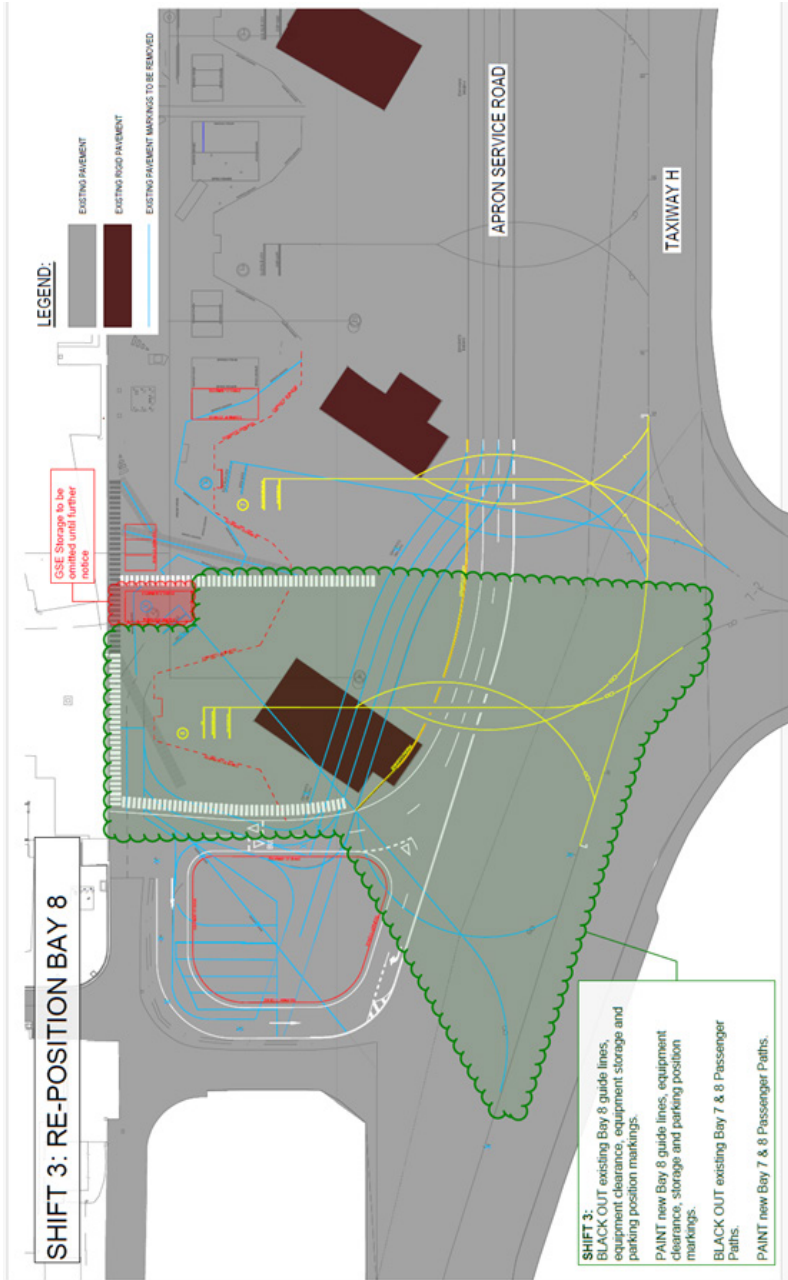 SHIFT 3: RE-POSITION BAY 8
LEGEND:
EXISTING PAVEMENT
EXISTING RIGID PAVEMENT
EXISTING PAVEMENT MARKINGS TO BE REMOVED
GSE Storage to be
omitted until further
notice
APRON SERVICE ROAD
TAXIWAY H
SHIFT 3:
BLACK OUT existing Bay 8 guide lines,
equipment clearance, equipment storage and
parking position markings.
PAINT new Bay 8 guide lines, equipment
clearance, storage and parking position
markings.
BLACK OUT existing Bay 7 & 8 Passenger
Paths.
PAINT new Bay 7 & 8 Passenger Paths.